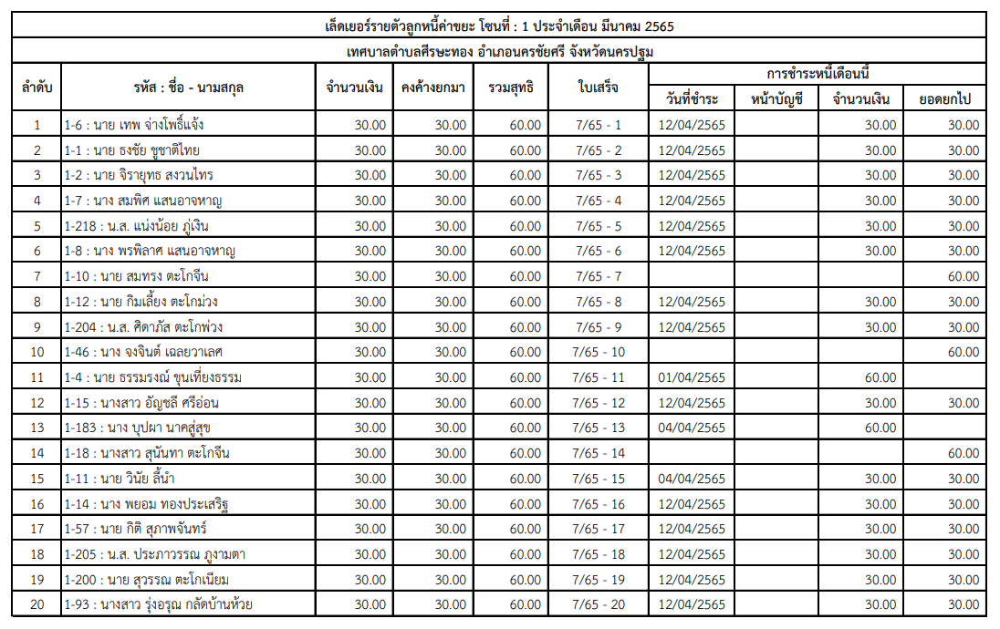 เล็ดเยอร์รายตัวลูกหนี้ค่าขยะ โซนที่ : 1 ประจำเดือน มีนาคม 2565
เทศบาลตำบลศีรษะทอง อำเภอนครชัยศรี จังหวัดนครปฐม
ลำดับ รหัส : ชื่อ - นามสกุล จำนวนเงิน คงค้างยกมา รวมสุทธิ ใบเสร็จ การชำระหนี้เดือนนี้
วันที่ชำระ หน้าบัญชี จำนวนเงิน ยอดยกไป
1 1-6 : นาย เทพ จ่างโพธิ์แจ้ง 30.00 30.00 60.00 7/65 - 1 12/04/2565 30.00 30.00
2 1-1 : นาย ธงชัย ชูชาติไทย 30.00 30.00 60.00 7/65 - 2 12/04/2565 30.00 30.00
3 1-2 : นาย จิรายุทธ สงวนไทร 30.00 30.00 60.00 7/65 - 3 12/04/2565 30.00 30.00
4 1-7 : นาง สมพิศ แสนอาจหาญ 30.00 30.00 60.00 7/65 - 4 12/04/2565 30.00 30.00
5 1-218 : น.ส. แน่งน้อย ภู่เงิน 30.00 30.00 60.00 7/65 - 5 12/04/2565 30.00 30.00
6 1-8 : นาง พรพิลาศ แสนอาจหาญ 30.00 30.00 60.00 7/65 - 6 12/04/2565 30.00 30.00
7 1-10 : นาย สมทรง ตะโกจีน 30.00 30.00 60.00 7/65 - 7 60.00
8 1-12 : นาย กิมเลี้ยง ตะโกม่วง 30.00 30.00 60.00 7/65 - 8 12/04/2565 30.00 30.00
9 1-204 : น.ส. ศิดาภัส ตะโกพ่วง 30.00 30.00 60.00 7/65 - 9 12/04/2565 30.00 30.00
10 1-46 : นาง จงจินต์ เฉลยวาเลศ 30.00 30.00 60.00 7/65 - 10 60.00
11 1-4 : นาย ธรรมรงณ์ ขุนเที่ยงธรรม 30.00 30.00 60.00 7/65 - 11 01/04/2565 60.00
12 1-15 : นางสาว อัญชลี ศรีอ่อน 30.00 30.00 60.00 7/65 - 12 12/04/2565 30.00 30.00
13 1-183 : นาง บุปผา นาคสู่สุข 30.00 30.00 60.00 7/65 - 13 04/04/2565 60.00
14 1-18 : นางสาว สุนันทา ตะโกจีน 30.00 30.00 60.00 7/65 - 14 60.00
15 1-11 : นาย วินัย ลี้นำ 30.00 30.00 60.00 7/65 - 15 04/04/2565 30.00 30.00
16 1-14 : นาง พยอม ทองประเสริฐ 30.00 30.00 60.00 7/65 - 16 12/04/2565 30.00 30.00
17 1-57 : นาย กิติ สุภาพจันทร์ 30.00 30.00 60.00 7/65 - 17 12/04/2565 30.00 30.00
18 1-205 : น.ส. ประภาวรรณ ภูงามตา 30.00 30.00 60.00 7/65 - 18 12/04/2565 30.00 30.00
19 1-200 : นาย สุวรรณ ตะโกเนียม 30.00 30.00 60.00 7/65 - 19 12/04/2565 30.00 30.00
20 1-93 : นางสาว รุ่งอรุณ กลัดบ้านห้วย 30.00 30.00 60.00 7/65 - 20 12/04/2565 30.00 30.00